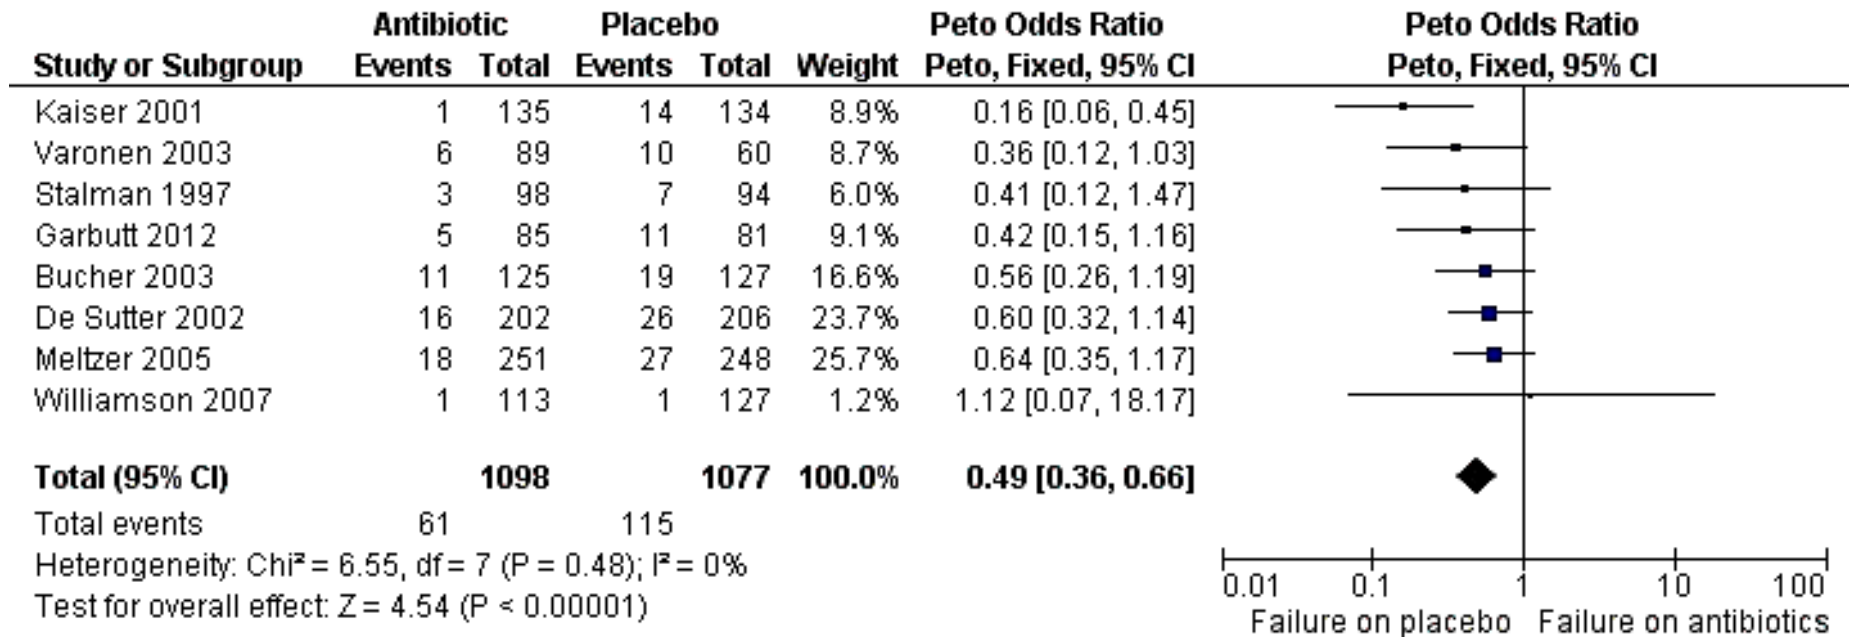 Antibiotic Placebo Peto Odds Ratio Peto Odds Ratio
Study or Subgroup Events Total Events Total Weight Peto, Fixed, 95% CI Peto, Fixed, 95% CI
Kaiser 2001 1 135 14 134 8.9% 0.16 [0.06, 0.45]
Varonen 2003 6 89 10 60 8.7% 0.36 [0.12, 1.03]
Stalman 1997 3 98 7 94 6.0% 0.41 [0.12, 1.47]
Garbutt 2012 5 85 11 81 9.1% 0.42 [0.15, 1.16]
Bucher 2003 11 125 19 127 16.6% 0.56 [0.26, 1.19]
De Sutter 2002 16 202 26 206 23.7% 0.60 [0.32, 1.14]
Meltzer 2005 18 251 27 248 25.7% 0.64 [0.35, 1.17]
Williamson 2007 1 113 1 127 1.2% 1.12 [0.07, 18.17]
Total (95% CI) 1098 1077 100.0% 0.49 [0.36, 0.66]
Total events 61 115
Heterogeneity: Chi² = 6.55, df = 7 (P = 0.48); I² = 0%
Test for overall effect: Z = 4.54 (P < 0.00001)
0.01 0.1 1 10 100
Failure on placebo Failure on antibiotics